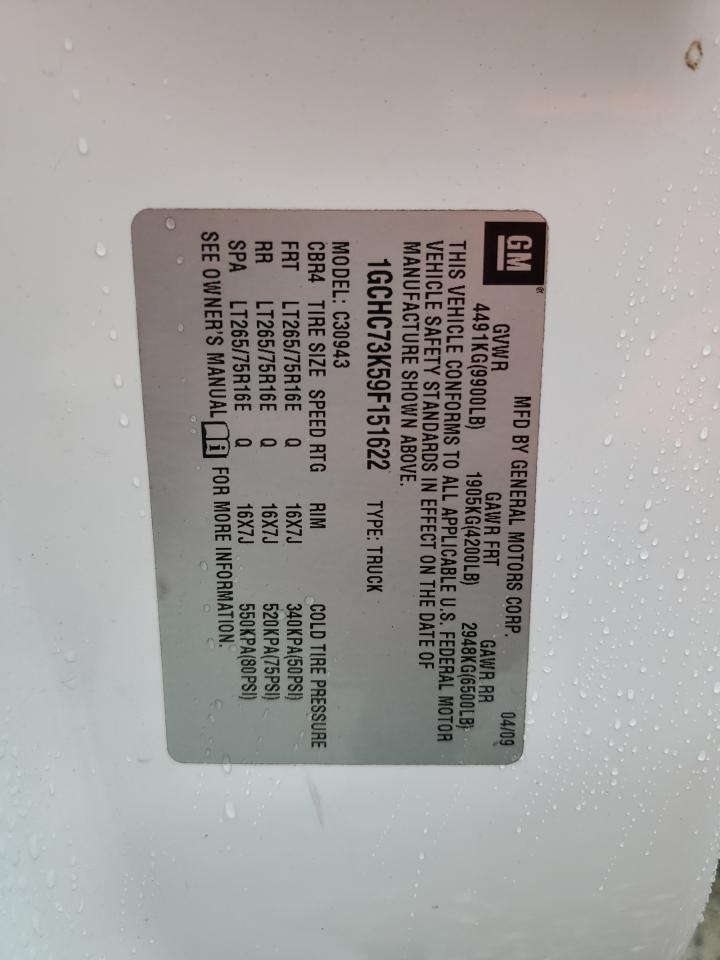 GM®
MFD BY GENERAL MOTORS CORP. 04/09
GVWR GAWR FRT GAWR RR
4491KG(9900LB) 1905KG(4200LB) 2948KG(6500LB)
THIS VEHICLE CONFORMS TO ALL APPLICABLE U.S. FEDERAL MOTOR
VEHICLE SAFETY STANDARDS IN EFFECT ON THE DATE OF
MANUFACTURE SHOWN ABOVE.
1GCHC73K59F151622 TYPE: TRUCK
MODEL: C30943
CBR4 TIRE SIZE SPEED RTG RIM COLD TIRE PRESSURE
FRT LT265/75R16E Q 16X7J 340KPA(50PSI)
RR LT265/75R16E Q 16X7J 520KPA(75PSI)
SPA LT265/75R16E Q 16X7J 550KPA(80PSI)
SEE OWNER'S MANUAL i FOR MORE INFORMATION.